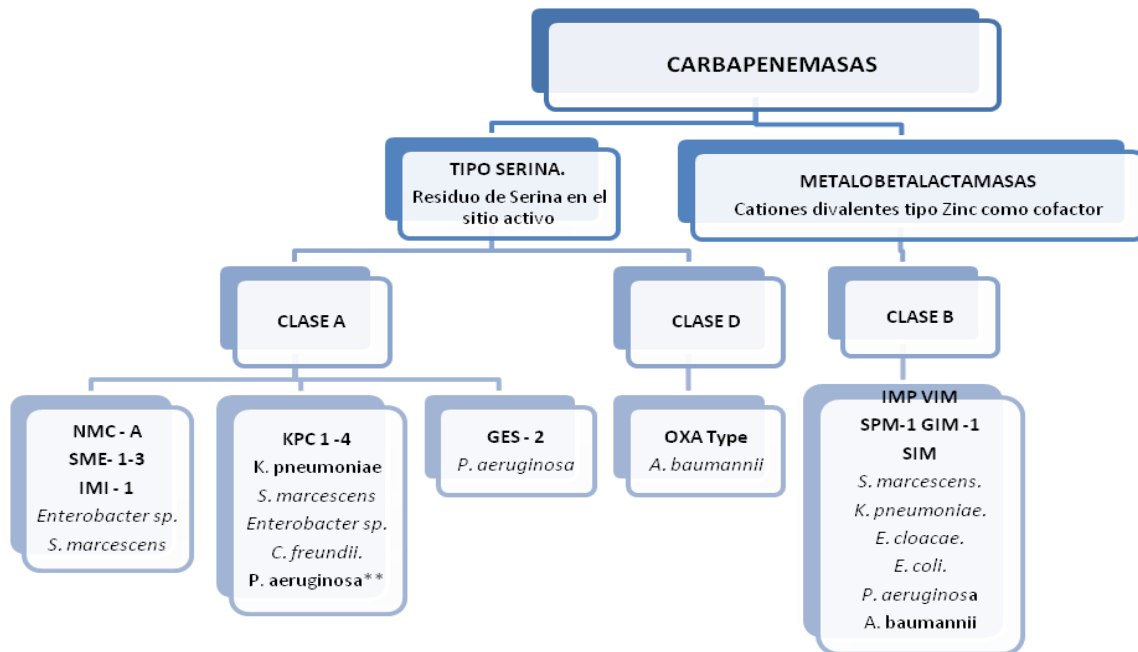 CARBAPENEMASAS
TIPO SERINA.
Residuo de Serina en el
sitio activo
METALOBETALACTAMASAS
Cationes divalentes tipo Zinc como cofactor
CLASE A
CLASE D
CLASE B
NMC - A
SME- 1-3
IMI - 1
Enterobacter sp.
S. marcescens
KPC 1 -4
K. pneumoniae
S. marcescens
Enterobacter sp.
C. freundii.
P. aeruginosa**
GES - 2
P. aeruginosa
OXA Type
A. baumannii
IMP VIM
SPM-1 GIM -1
SIM
S. marcescens.
K. pneumoniae.
E. cloacae.
E. coli.
P. aeruginosa
A. baumannii